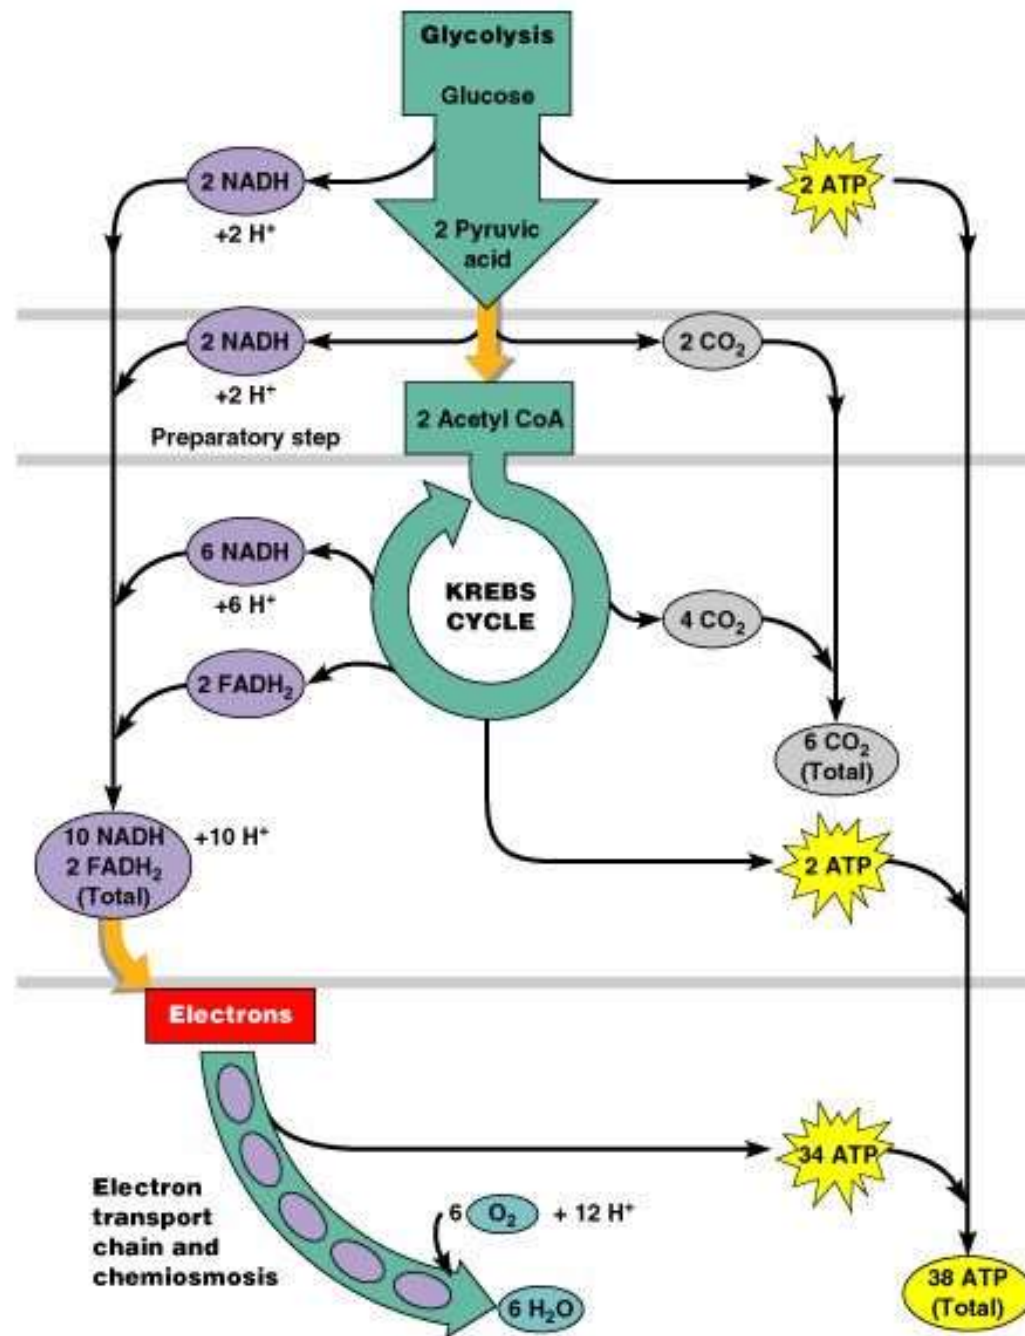 Glycolysis
Glucose
2 NADH
+2 H⁺
2 ATP
2 Pyruvic
acid
2 NADH
+2 H⁺
2 CO₂
2 Acetyl CoA
Preparatory step
6 NADH
+6 H⁺
KREBS
CYCLE
4 CO₂
2 FADH₂
6 CO₂
(Total)
10 NADH
2 FADH₂
(Total)
+10 H⁺
2 ATP
Electrons
34 ATP
Electron
transport
chain and
chemiosmosis
6 O₂ + 12 H⁺
6 H₂O
38 ATP
(Total)